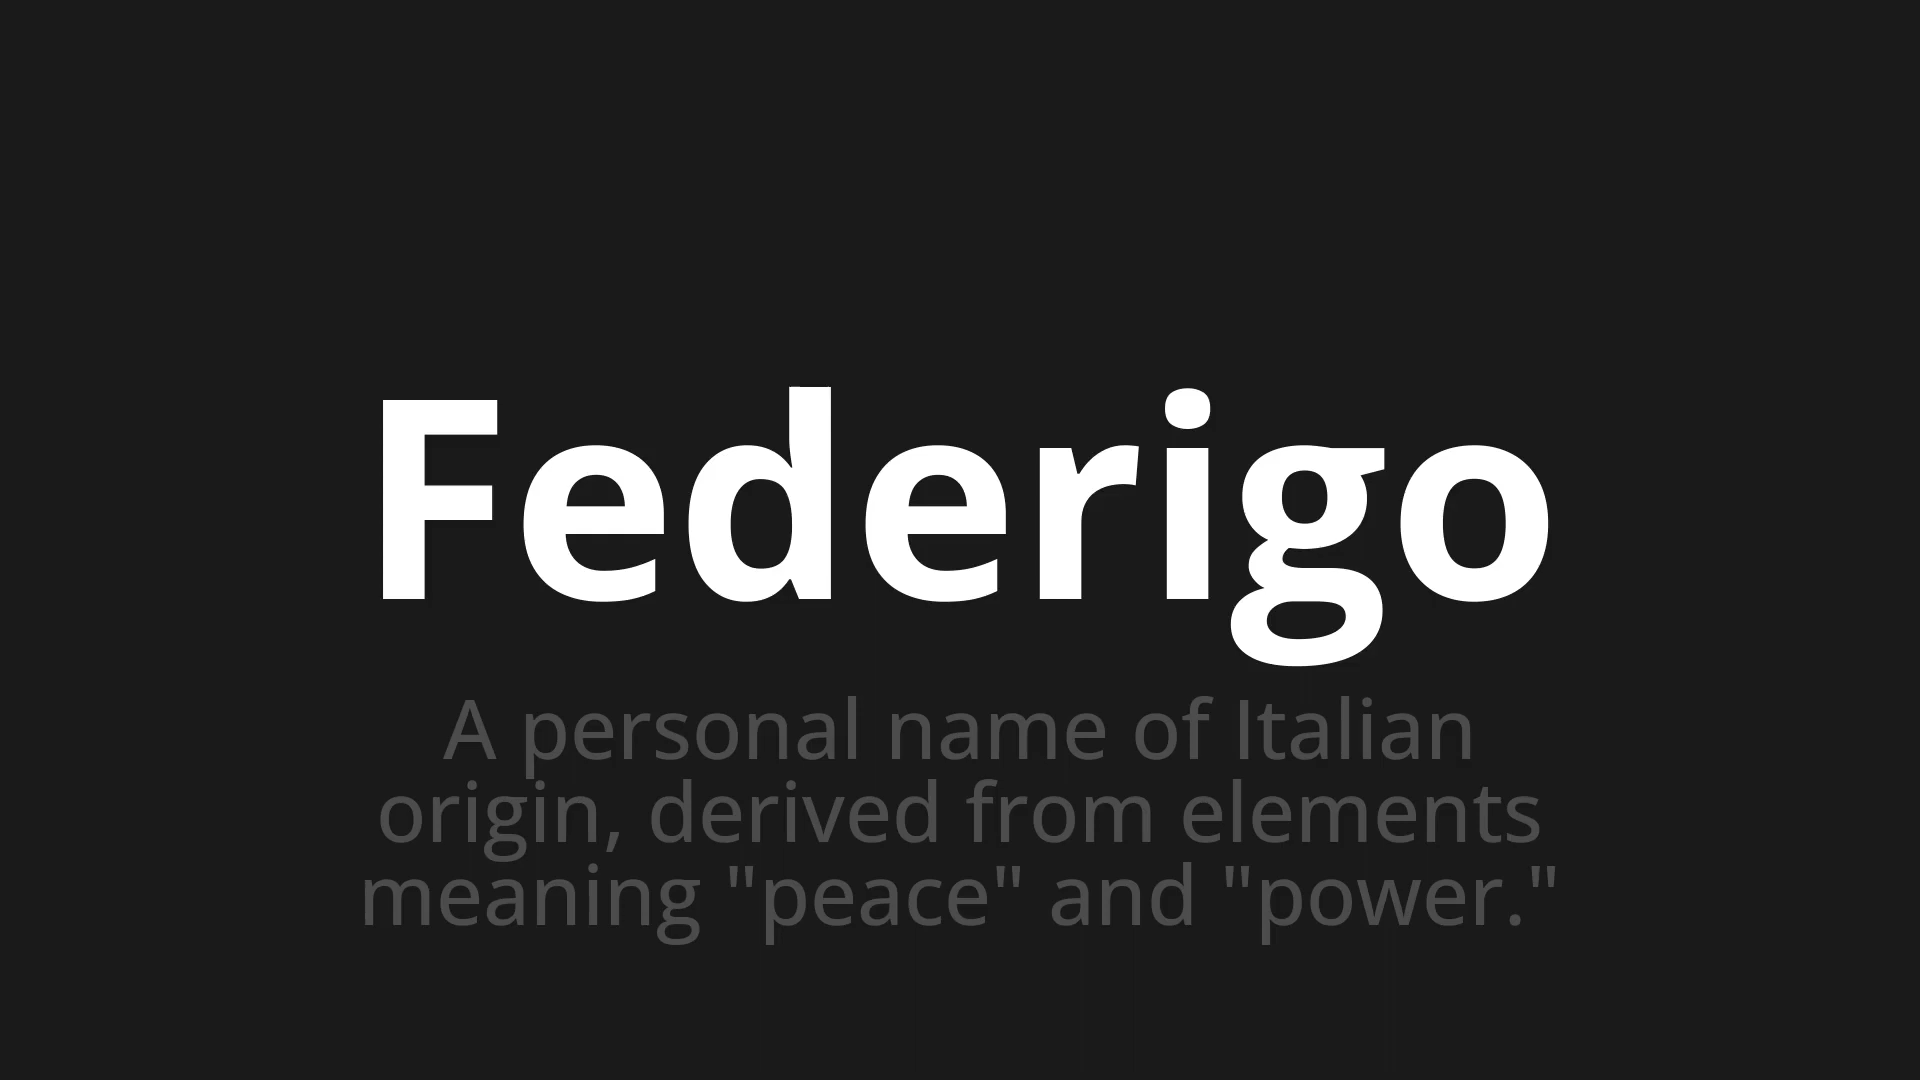 Federigo
A personal name of Italian
origin, derived from elements
meaning "peace" and "power."